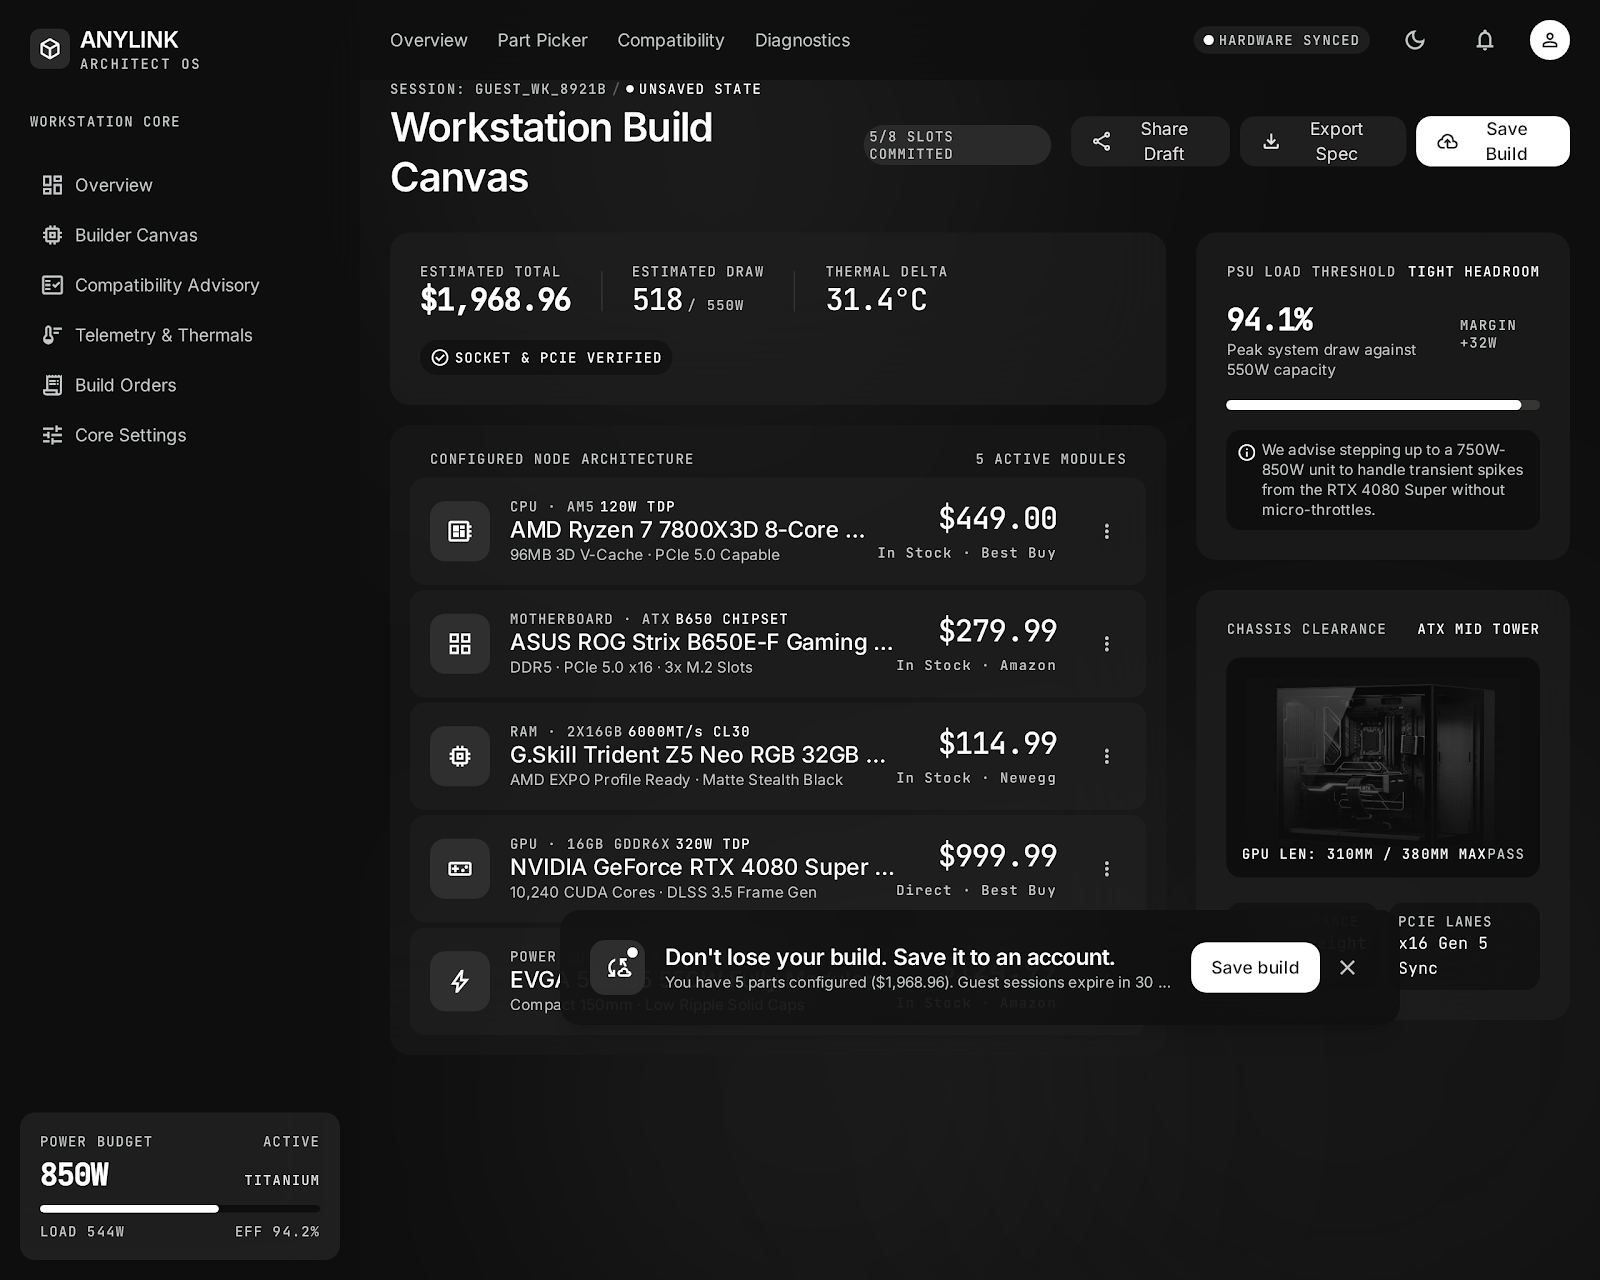 ANYLINK
ARCHITECT OS
WORKSTATION CORE
Overview
Builder Canvas
Compatibility Advisory
Telemetry & Thermals
Build Orders
Core Settings
POWER BUDGET ACTIVE
850W TITANIUM
LOAD 544W EFF 94.2%
Overview Part Picker Compatibility Diagnostics
HARDWARE SYNCED
SESSION: GUEST_WK_8921B / UNSAVED STATE
Workstation Build
Canvas
5/8 SLOTS
COMMITTED
Share
Draft
Export
Spec
Save
Build
ESTIMATED TOTAL
$1,968.96
ESTIMATED DRAW
518 / 550W
THERMAL DELTA
31.4°C
SOCKET & PCIE VERIFIED
CONFIGURED NODE ARCHITECTURE 5 ACTIVE MODULES
CPU · AM5 120W TDP
AMD Ryzen 7 7800X3D 8-Core ...
96MB 3D V-Cache · PCIe 5.0 Capable
$449.00
In Stock · Best Buy
MOTHERBOARD · ATX B650 CHIPSET
ASUS ROG Strix B650E-F Gaming ...
DDR5 · PCIe 5.0 x16 · 3x M.2 Slots
$279.99
In Stock · Amazon
RAM · 2X16GB 6000MT/s CL30
G.Skill Trident Z5 Neo RGB 32GB ...
AMD EXPO Profile Ready · Matte Stealth Black
$114.99
In Stock · Newegg
GPU · 16GB GDDR6X 320W TDP
NVIDIA GeForce RTX 4080 Super ...
10,240 CUDA Cores · DLSS 3.5 Frame Gen
$999.99
Direct · Best Buy
POWER
EVGA
Compact 150mm · Low Ripple Solid Caps
In Stock · Amazon
Don't lose your build. Save it to an account.
You have 5 parts configured ($1,968.96). Guest sessions expire in 30 ...
Save build
PSU LOAD THRESHOLD TIGHT HEADROOM
94.1%
Peak system draw against
550W capacity
MARGIN
+32W
We advise stepping up to a 750W-
850W unit to handle transient spikes
from the RTX 4080 Super without
micro-throttles.
CHASSIS CLEARANCE ATX MID TOWER
GPU LEN: 310MM / 380MM MAX PASS
PCIE LANES
x16 Gen 5
Sync